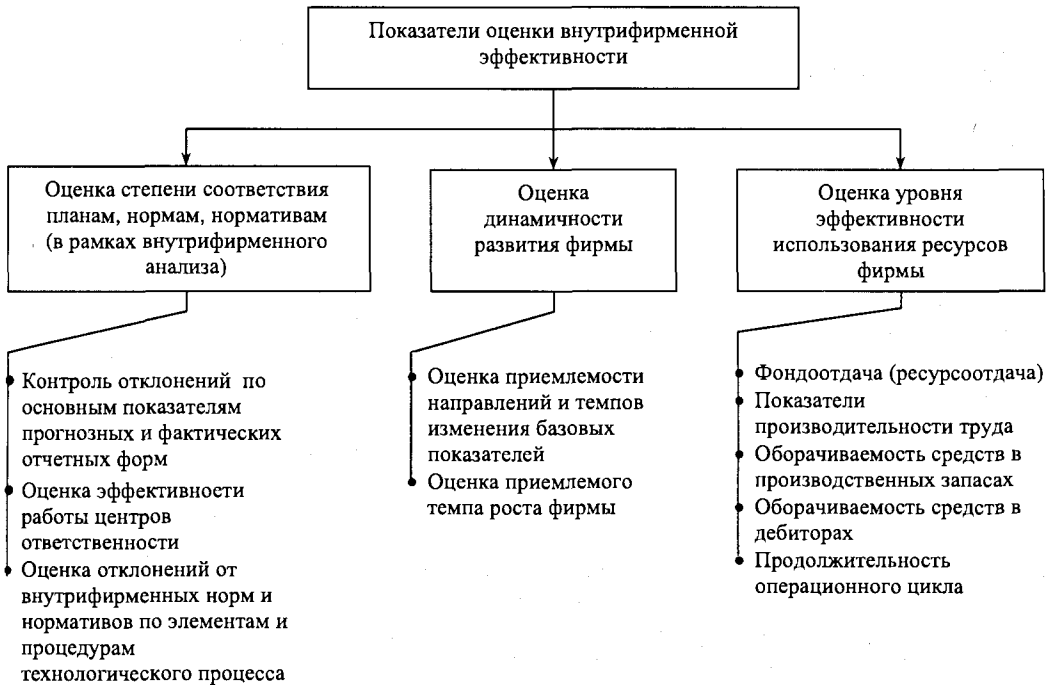 Показатели оценки внутрифирменной
эффективности
Оценка степени соответствия
планам, нормам, нормативам
(в рамках внутрифирменного
анализа)
Оценка
динамичности
развития фирмы
Оценка уровня
эффективности
использования ресурсов
фирмы
Контроль отклонений по
основным показателям
прогнозных и фактических
отчетных форм
Оценка эффективности
работы центров
ответственности
Оценка отклонений от
внутрифирменных норм и
нормативов по элементам и
процедурам
технологического процесса
Оценка приемлемости
направлений и темпов
изменения базовых
показателей
Оценка приемлемого
темпа роста фирмы
Фондоотдача (ресурсоотдача)
Показатели
производительности труда
Оборачиваемость средств в
производственных запасах
Оборачиваемость средств в
дебиторах
Продолжительность
операционного цикла